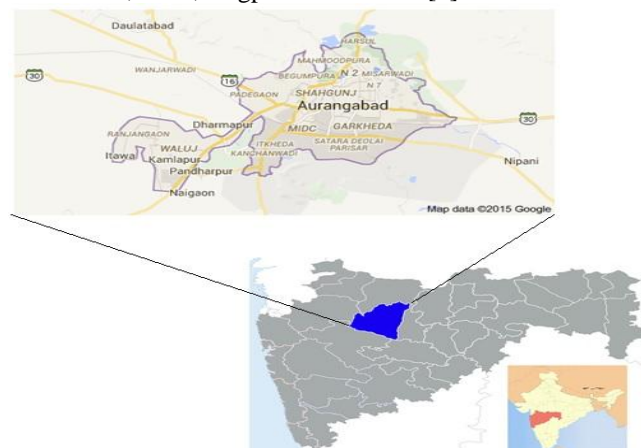 Daulatabad
HARSUL
MAHMOODPURA
WANJARWADI
BEGUMPURA
N 2
MISARWADI
30
16
N 7
PADEGAON
SHAHGUNJ
Aurangabad
30
Dharmapur
MIDC
GARKHEDA
RANJANGAON
WALUJ
ITKHEDA
SATARA DEOLAI
PARISAR
Itawa
Kamlapur
KANCHANWADI
Nipani
Pandharpur
Naigaon
Map data ©2015 Google